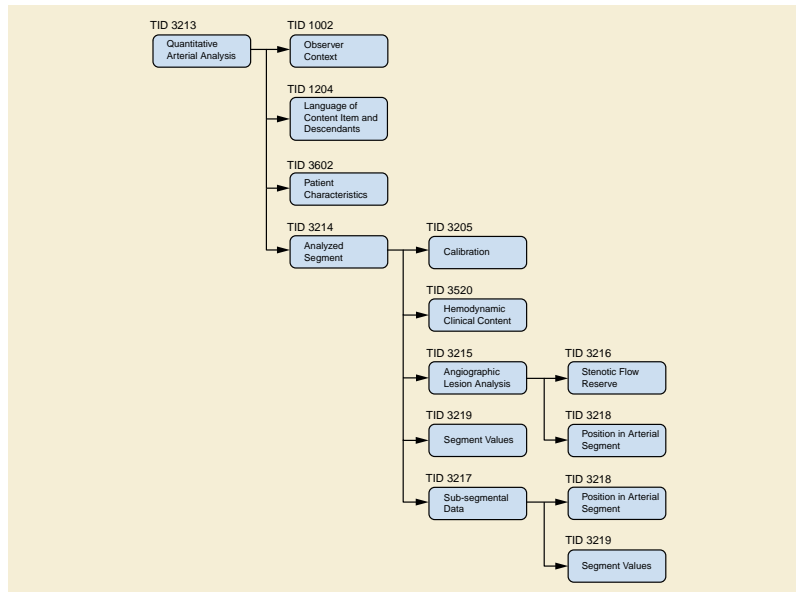 TID 3213
Quantitative
Arterial Analysis
TID 1002
Observer
Context
TID 1204
Language of
Content Item and
Descendants
TID 3602
Patient
Characteristics
TID 3214
Analyzed
Segment
TID 3205
Calibration
TID 3520
Hemodynamic
Clinical Content
TID 3215
Angiographic
Lesion Analysis
TID 3216
Stenotic Flow
Reserve
TID 3218
Position in Arterial
Segment
TID 3219
Segment Values
TID 3217
Sub-segmental
Data
TID 3218
Position in Arterial
Segment
TID 3219
Segment Values